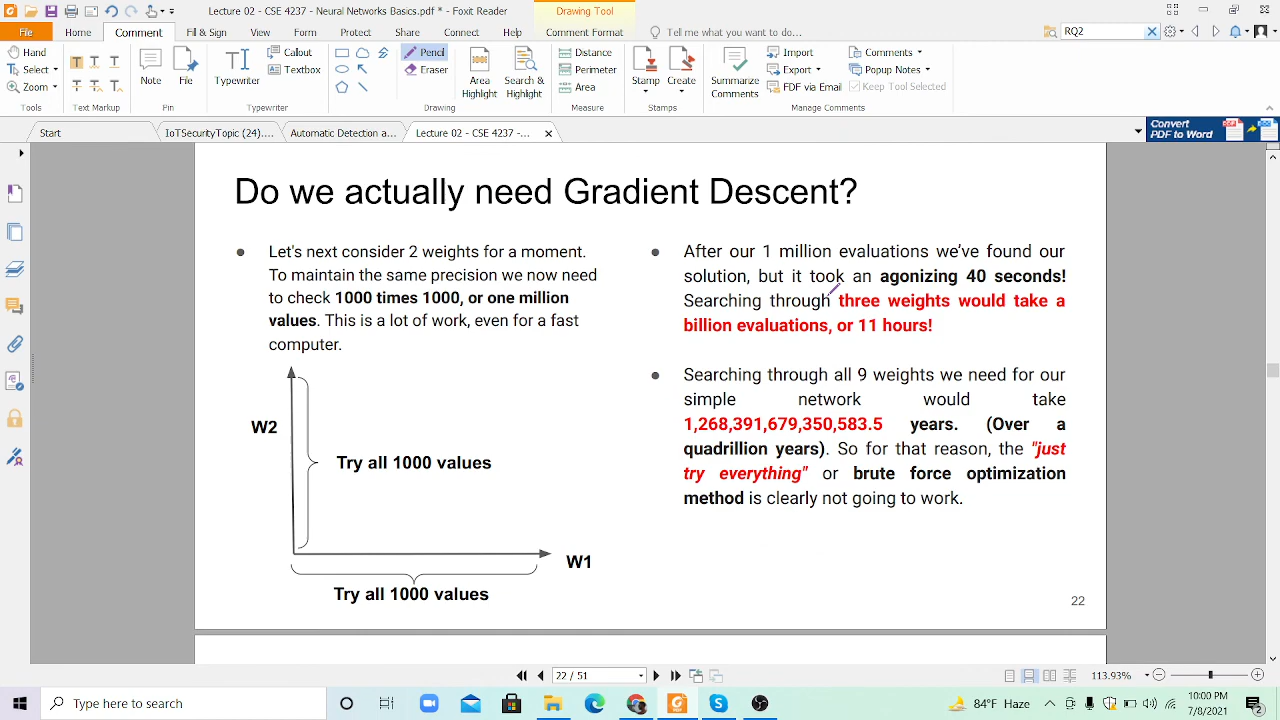 Lecture 02 - CSE 4237 - Neural Networks Basics.pdf * - Foxit Reader
Drawing Tool
File
Home
Comment
Fill & Sign
View
Form
Protect
Share
Connect
Help
Comment Format
Tell me what you want to do...
RQ2
Hand
Select
Zoom
Tools
Text Markup
Note
File
Pin
Typewriter
Callout
Textbox
Typewriter
Pencil
Eraser
Drawing
Area
Highlight
Search &
Highlight
Distance
Perimeter
Area
Measure
Stamp
Create
Stamps
Summarize
Comments
Import
Export
FDF via Email
Comments
Popup Notes
Keep Tool Selected
Manage Comments
Start
IoTSecurityTopic (24)....
Automatic Detection a...
Lecture 02 - CSE 4237 -...
Convert
PDF to Word
Do we actually need Gradient Descent?
Let's next consider 2 weights for a moment.
To maintain the same precision we now need
to check 1000 times 1000, or one million
values. This is a lot of work, even for a fast
computer.
W2
Try all 1000 values
W1
Try all 1000 values
After our 1 million evaluations we've found our
solution, but it took an agonizing 40 seconds!
Searching through three weights would take a
billion evaluations, or 11 hours!
Searching through all 9 weights we need for our
simple network would take
1,268,391,679,350,583.5 years. (Over a
quadrillion years). So for that reason, the "just
try everything" or brute force optimization
method is clearly not going to work.
22
22 / 51
113.93%
Type here to search
84°F Haze
10:00 PM
7/8/2021
2